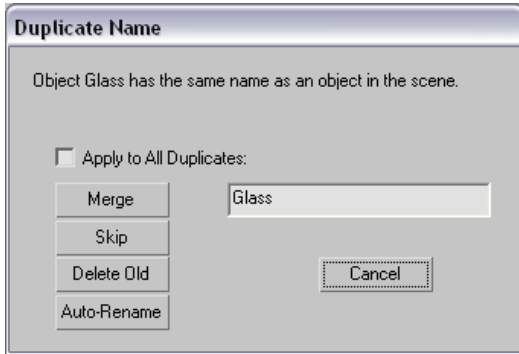 Duplicate Name
Object Glass has the same name as an object in the scene.
Apply to All Duplicates:
Merge
Glass
Skip
Delete Old
Cancel
Auto-Rename